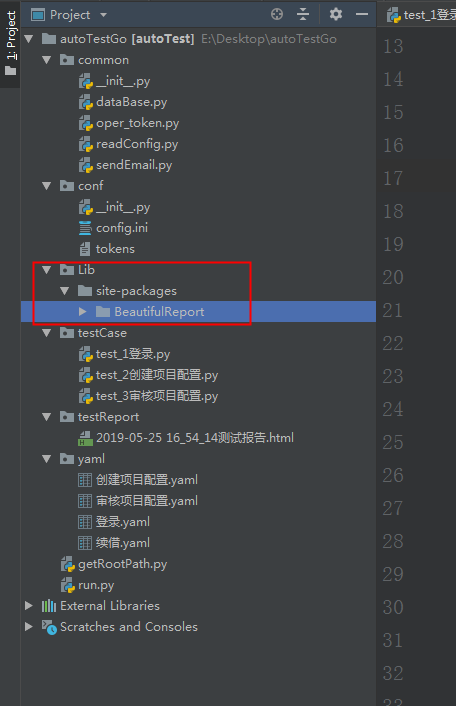 1: Project
Project
autoTestGo [autoTest] E:\Desktop\autoTestGo
common
__init__.py
dataBase.py
oper_token.py
readConfig.py
sendEmail.py
conf
__init__.py
config.ini
tokens
Lib
site-packages
BeautifulReport
testCase
test_1登录.py
test_2创建项目配置.py
test_3审核项目配置.py
testReport
2019-05-25 16_54_14测试报告.html
yaml
创建项目配置.yaml
审核项目配置.yaml
登录.yaml
续借.yaml
getRootPath.py
run.py
External Libraries
Scratches and Consoles
test_1登录
13
14
15
16
17
18
19
20
21
22
23
24
25
26
27
28
29
30
31
32
33